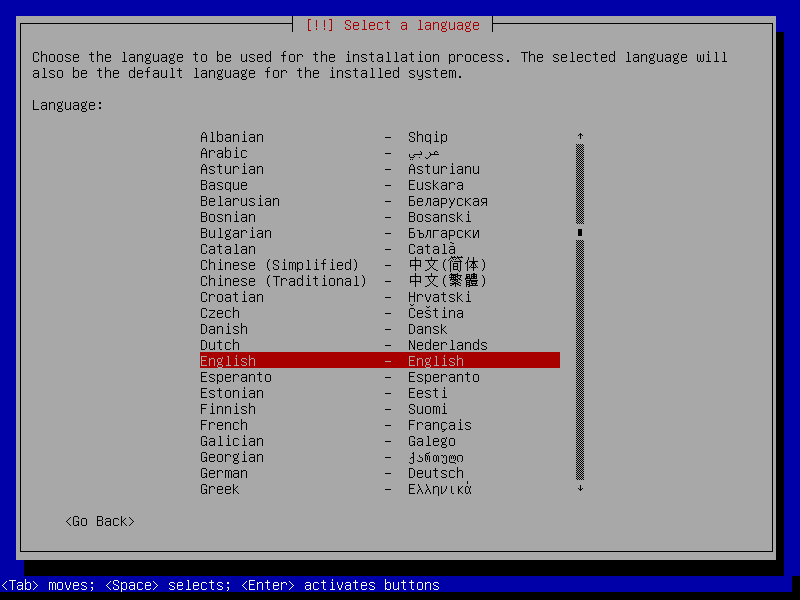 [!!] Select a language
Choose the language to be used for the installation process. The selected language will
also be the default language for the installed system.
Language:
Albanian - Shqip
Arabic - عربي
Asturian - Asturianu
Basque - Euskara
Belarusian - Беларуская
Bosnian - Bosanski
Bulgarian - Български
Catalan - Català
Chinese (Simplified) - 中文(简体)
Chinese (Traditional) - 中文(繁體)
Croatian - Hrvatski
Czech - Čeština
Danish - Dansk
Dutch - Nederlands
English - English
Esperanto - Esperanto
Estonian - Eesti
Finnish - Suomi
French - Français
Galician - Galego
Georgian - ქართული
German - Deutsch
Greek - Ελληνικά
<Go Back>
<Tab> moves; <Space> selects; <Enter> activates buttons